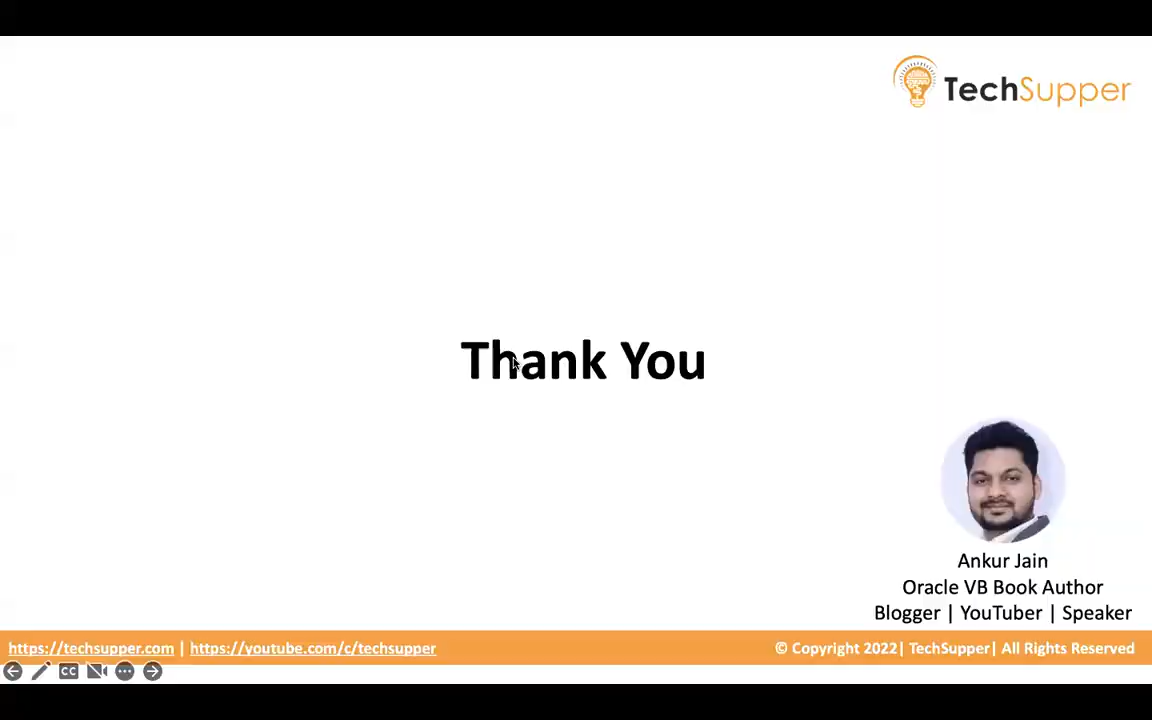 TechSupper
Thank You
Ankur Jain
Oracle VB Book Author
Blogger | YouTuber | Speaker
https://techsupper.com | https://youtube.com/c/techsupper
© Copyright 2022| TechSupper| All Rights Reserved
CC